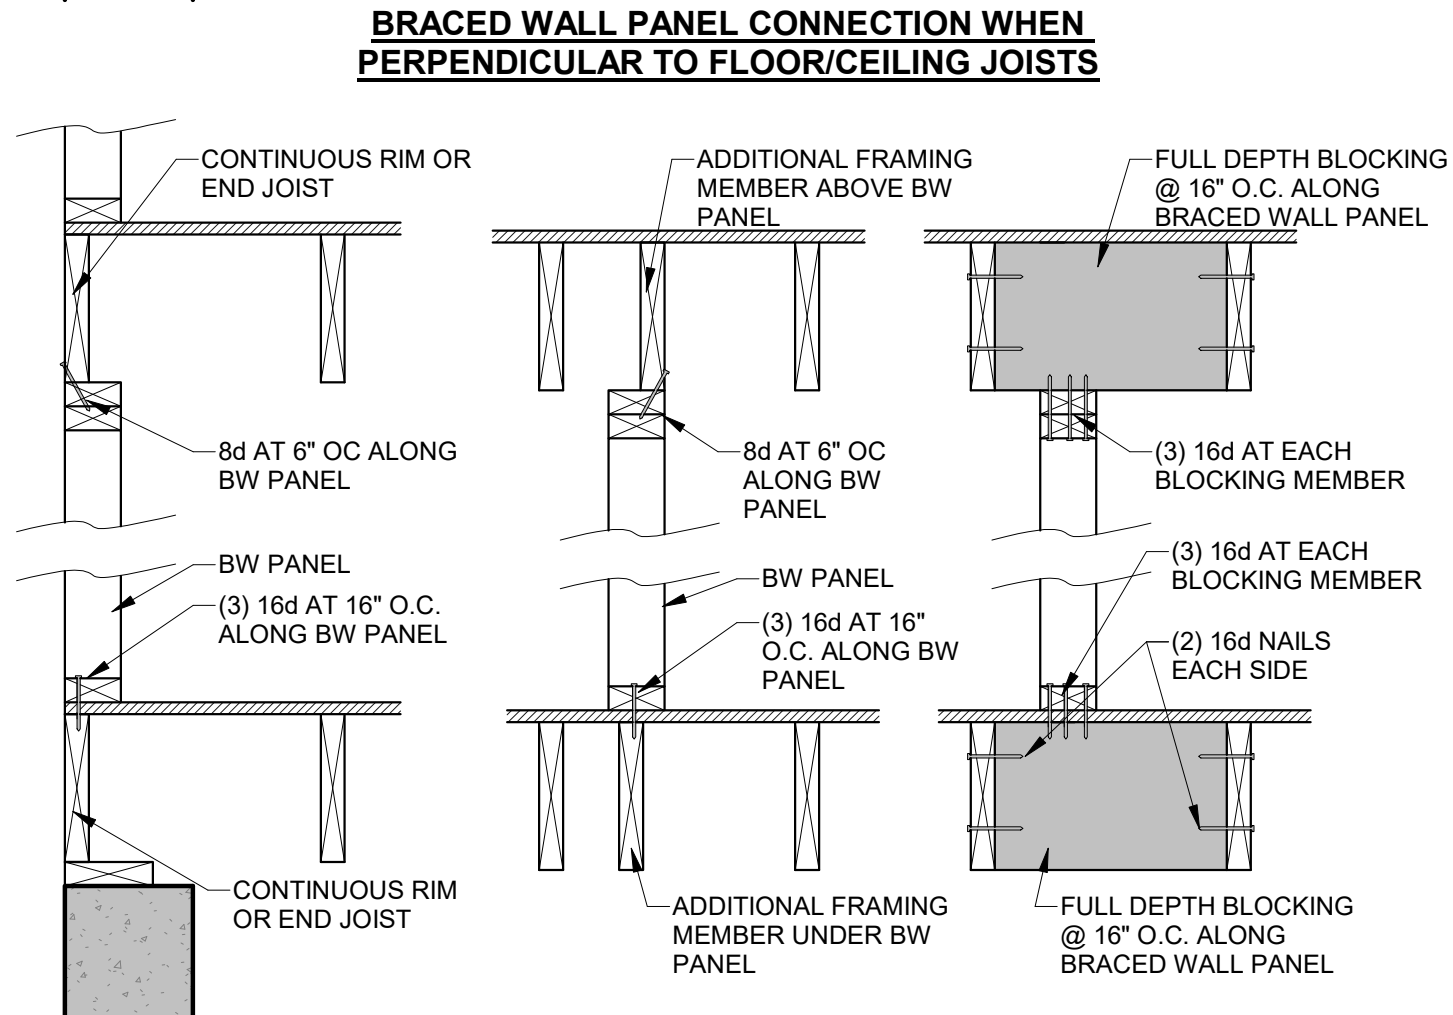 BRACED WALL PANEL CONNECTION WHEN
PERPENDICULAR TO FLOOR/CEILING JOISTS
CONTINUOUS RIM OR
END JOIST
8d AT 6" OC ALONG
BW PANEL
BW PANEL
(3) 16d AT 16" O.C.
ALONG BW PANEL
CONTINUOUS RIM
OR END JOIST
ADDITIONAL FRAMING
MEMBER ABOVE BW
PANEL
8d AT 6" OC
ALONG BW
PANEL
BW PANEL
(3) 16d AT 16"
O.C. ALONG BW
PANEL
ADDITIONAL FRAMING
MEMBER UNDER BW
PANEL
FULL DEPTH BLOCKING
@ 16" O.C. ALONG
BRACED WALL PANEL
(3) 16d AT EACH
BLOCKING MEMBER
(3) 16d AT EACH
BLOCKING MEMBER
(2) 16d NAILS
EACH SIDE
FULL DEPTH BLOCKING
@ 16" O.C. ALONG
BRACED WALL PANEL